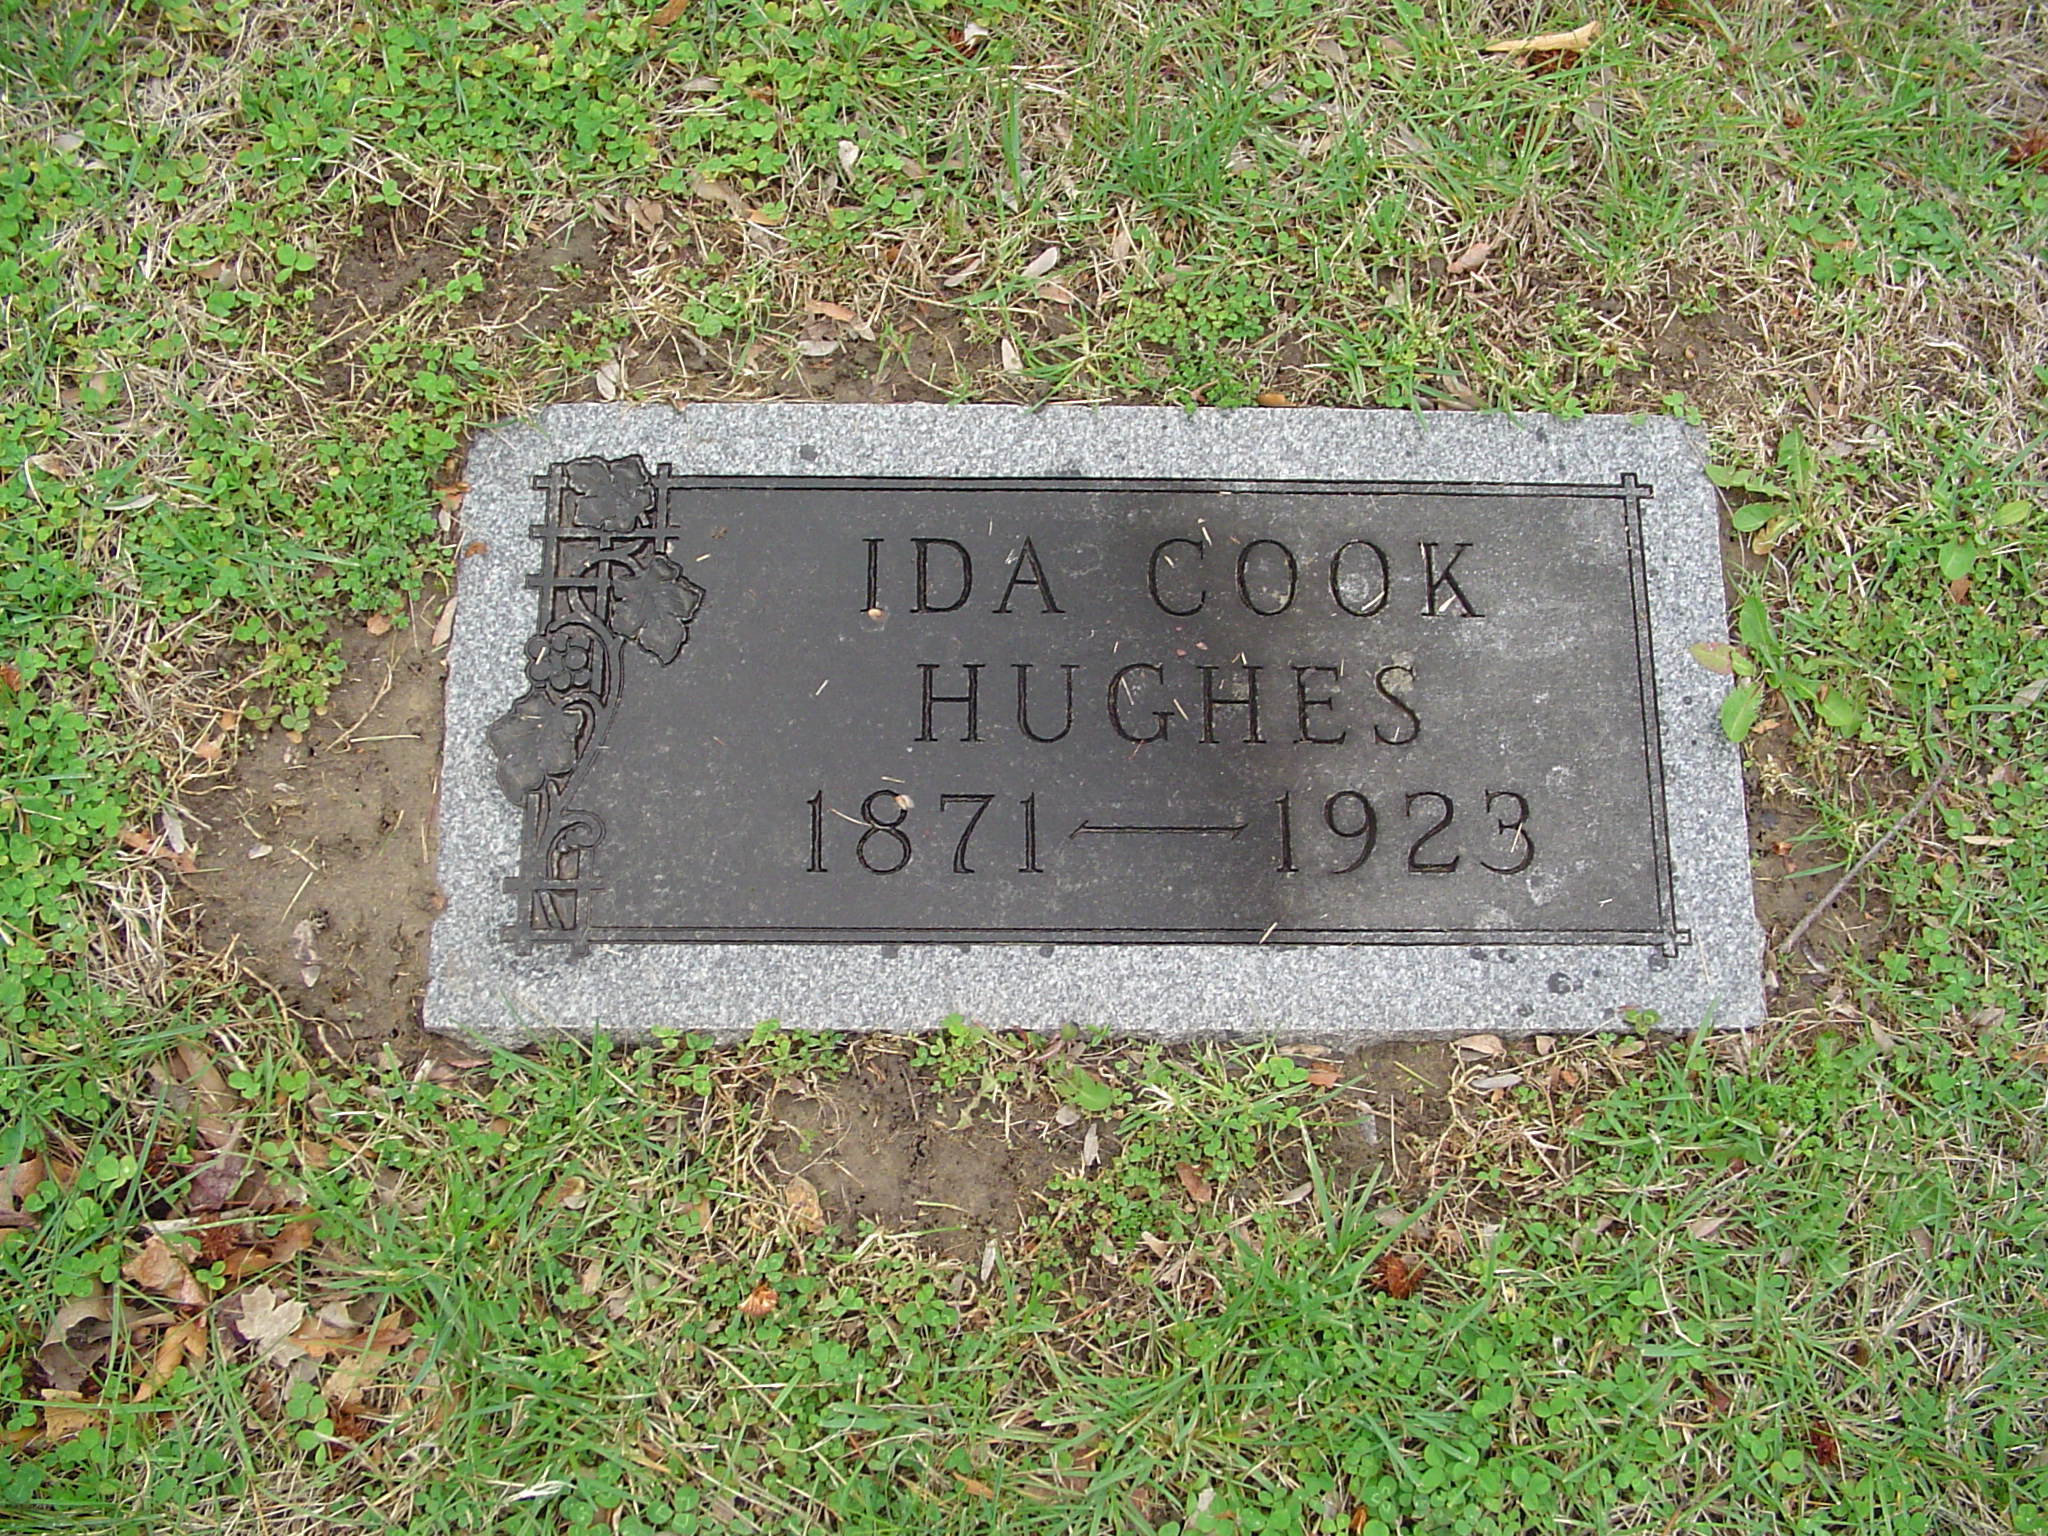 IDA COOK
HUGHES
1871—1923